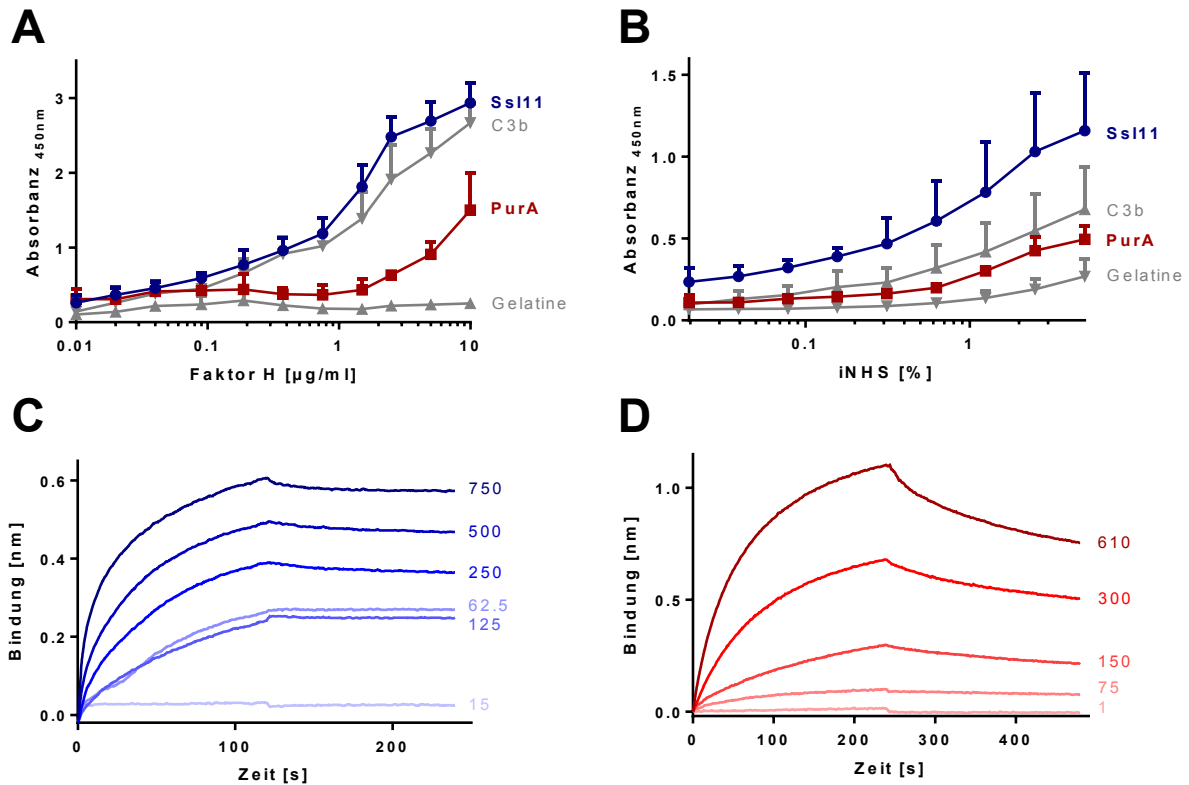 A
Absorbanz 450nm
3
2
1
0
0.01
0.1
1
10
Faktor H [µg/ml]
Ssl11
C3b
PurA
Gelatine
B
Absorbanz 450nm
1.5
1.0
0.5
0.0
0.1
1
iNHS [%]
Ssl11
C3b
PurA
Gelatine
C
Bindung [nm]
0.6
0.4
0.2
0.0
0
100
200
Zeit [s]
750
500
250
62.5
125
15
D
Bindung [nm]
1.0
0.5
0.0
0
100
200
300
400
Zeit [s]
610
300
150
75
1